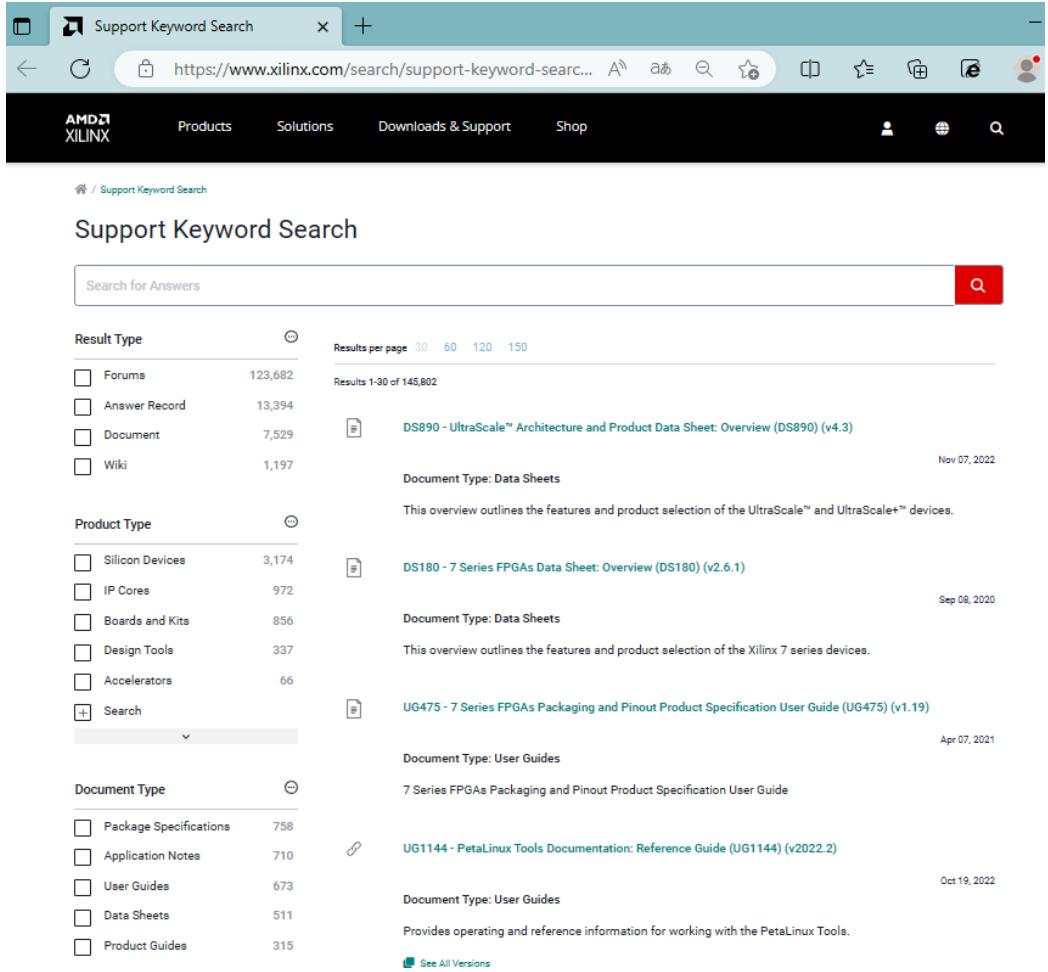 Support Keyword Search
https://www.xilinx.com/search/support-keyword-searc...
AMD
XILINX
Products Solutions Downloads & Support Shop
/ Support Keyword Search
Support Keyword Search
Search for Answers
Result Type
Forums 123,682
Answer Record 13,394
Document 7,529
Wiki 1,197
Product Type
Silicon Devices 3,174
IP Cores 972
Boards and Kits 856
Design Tools 337
Accelerators 66
Search
Document Type
Package Specifications 758
Application Notes 710
User Guides 673
Data Sheets 511
Product Guides 315
Results per page 30 60 120 150
Results 1-30 of 145,802
DS890 - UltraScale™ Architecture and Product Data Sheet: Overview (DS890) (v4.3)
Nov 07, 2022
Document Type: Data Sheets
This overview outlines the features and product selection of the UltraScale™ and UltraScale+™ devices.
DS180 - 7 Series FPGAs Data Sheet: Overview (DS180) (v2.6.1)
Sep 08, 2020
Document Type: Data Sheets
This overview outlines the features and product selection of the Xilinx 7 series devices.
UG475 - 7 Series FPGAs Packaging and Pinout Product Specification User Guide (UG475) (v1.19)
Apr 07, 2021
Document Type: User Guides
7 Series FPGAs Packaging and Pinout Product Specification User Guide
UG1144 - PetaLinux Tools Documentation: Reference Guide (UG1144) (v2022.2)
Oct 19, 2022
Document Type: User Guides
Provides operating and reference information for working with the PetaLinux Tools.
See All Versions